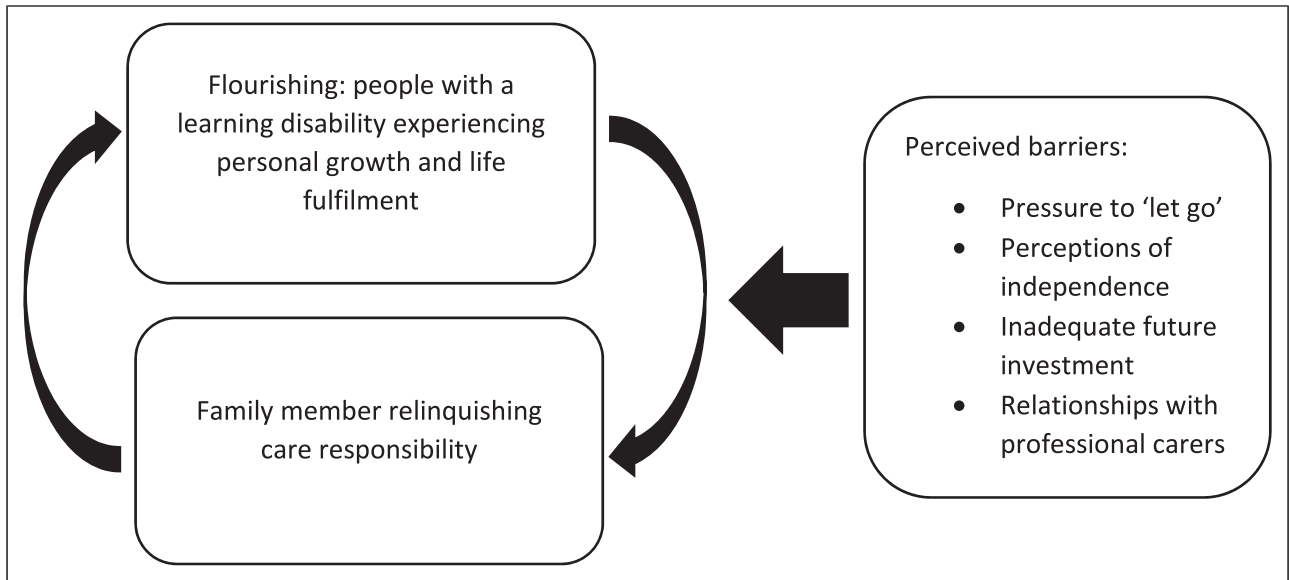 Flourishing: people with a
learning disability experiencing
personal growth and life
fulfilment
Family member relinquishing
care responsibility
Perceived barriers:
• Pressure to ‘let go’
• Perceptions of
independence
• Inadequate future
investment
• Relationships with
professional carers